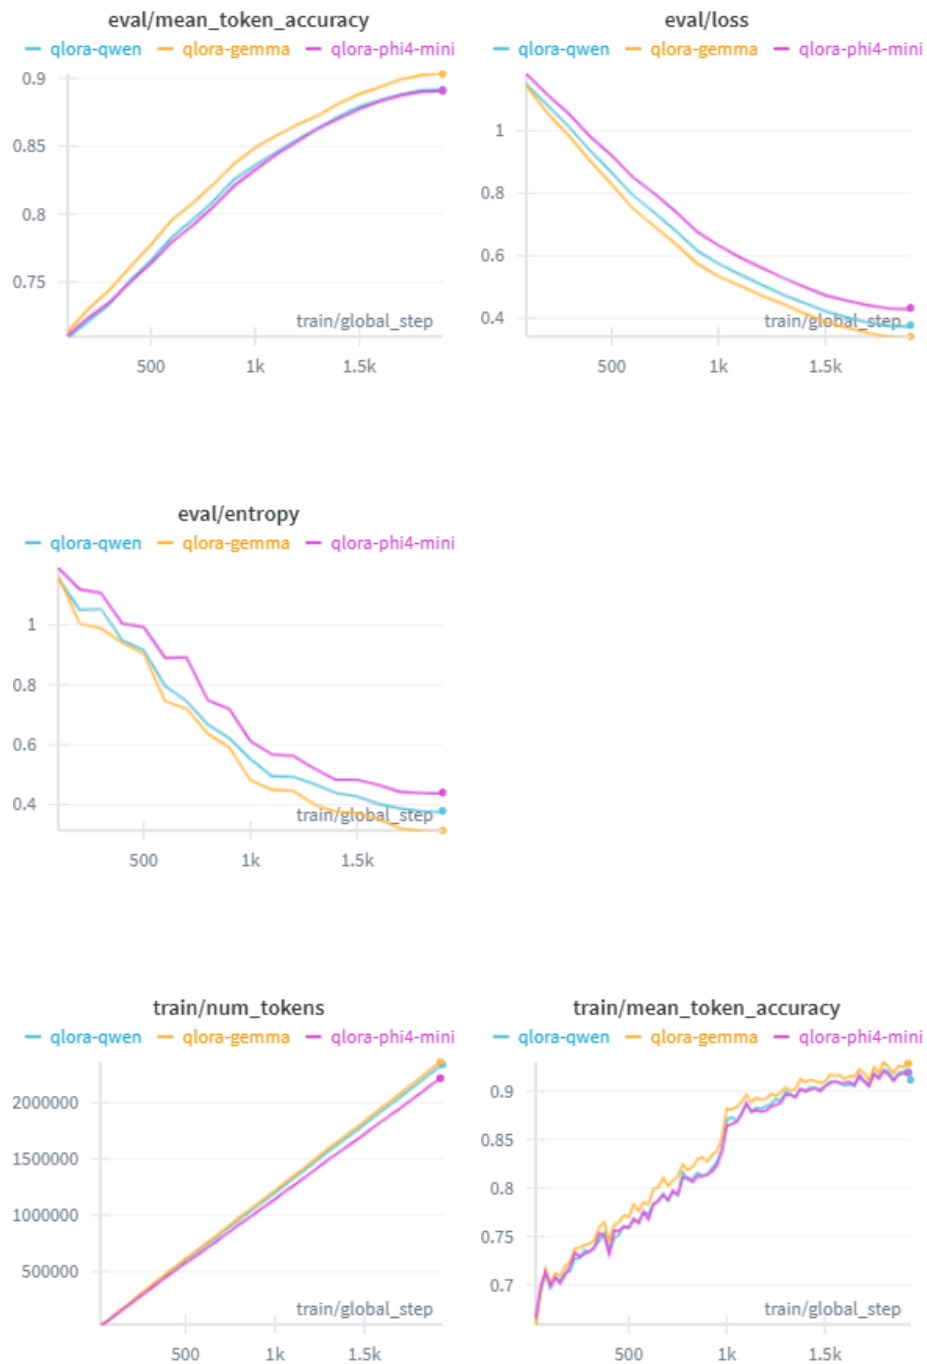 eval/mean_token_accuracy
qlora-qwen qlora-gemma qlora-phi4-mini
0.9
0.85
0.8
0.75
train/global_step
500 1k 1.5k
eval/loss
qlora-qwen qlora-gemma qlora-phi4-mini
1
0.8
0.6
0.4
train/global_step
500 1k 1.5k
eval/entropy
qlora-qwen qlora-gemma qlora-phi4-mini
1
0.8
0.6
0.4
train/global_step
500 1k 1.5k
train/num_tokens
qlora-qwen qlora-gemma qlora-phi4-mini
2000000
1500000
1000000
500000
train/global_step
500 1k 1.5k
train/mean_token_accuracy
qlora-qwen qlora-gemma qlora-phi4-mini
0.9
0.85
0.8
0.75
0.7
train/global_step
500 1k 1.5k